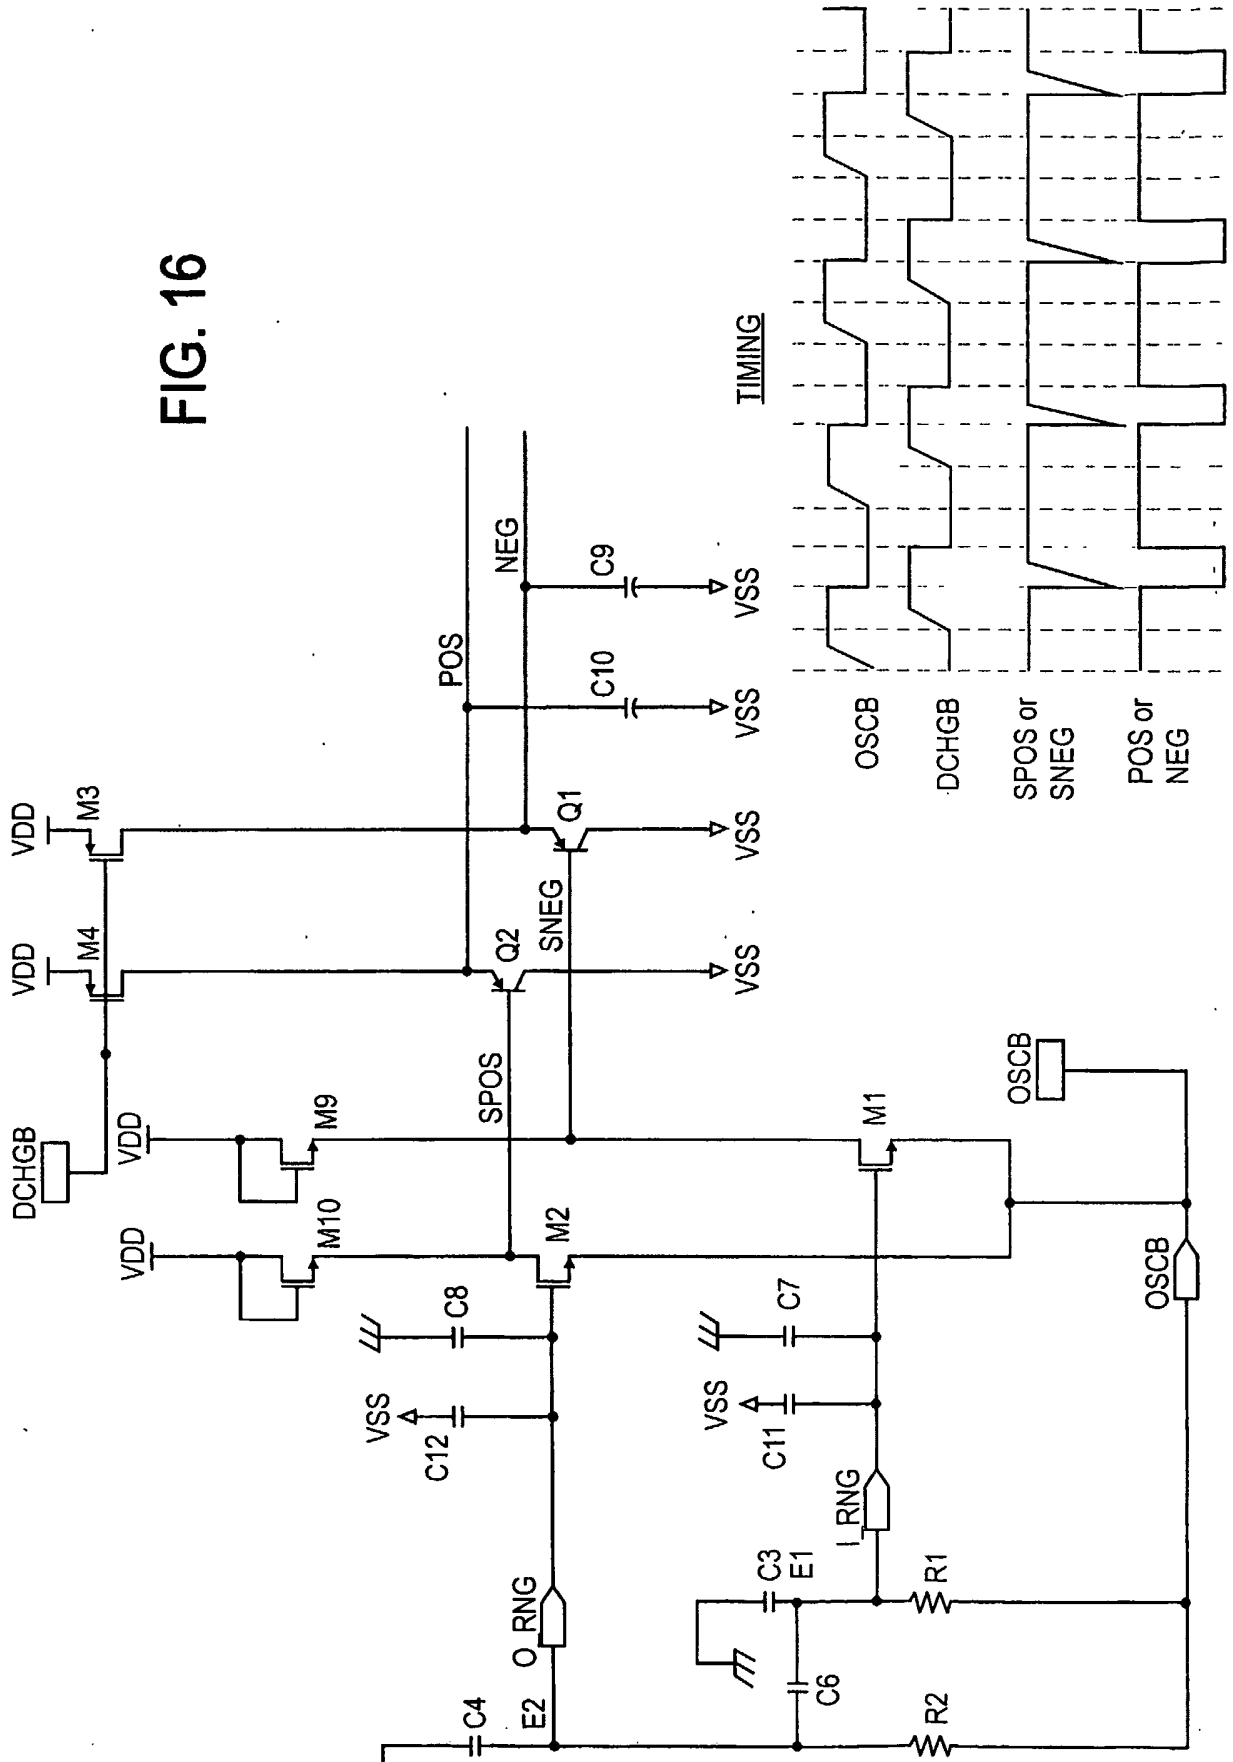 FIG. 16
DCHGB
VDD
VDD
VDD
VDD
M10
M9
M4
M3
SPOS
Q2
SNEG
Q1
POS
NEG
C10
C9
VSS
VSS
VSS
VSS
C4
E2
O_RNG
VSS
C12
C8
M2
C3
E1
C6
I_RNG
VSS
C11
C7
M1
R2
R1
OSCB
OSCB
TIMING
OSCB
DCHGB
SPOS or
SNEG
POS or
NEG